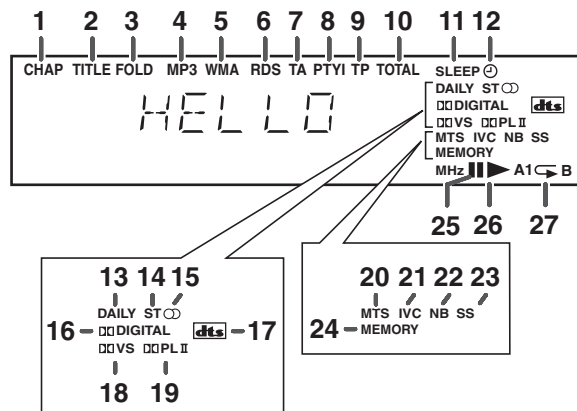 1 2 3 4 5 6 7 8 9 10 11 12
CHAP TITLE FOLD MP3 WMA RDS TA PTYI TP TOTAL SLEEP
DAILY ST
HELLO
DIGITAL dts
VS PL II
MTS IVC NB SS
MEMORY
MHz A1 B
25 26 27
13 14 15
DAILY ST
16 DIGITAL dts 17
VS PL II
18 19
20 21 22 23
MTS IVC NB SS
24 MEMORY